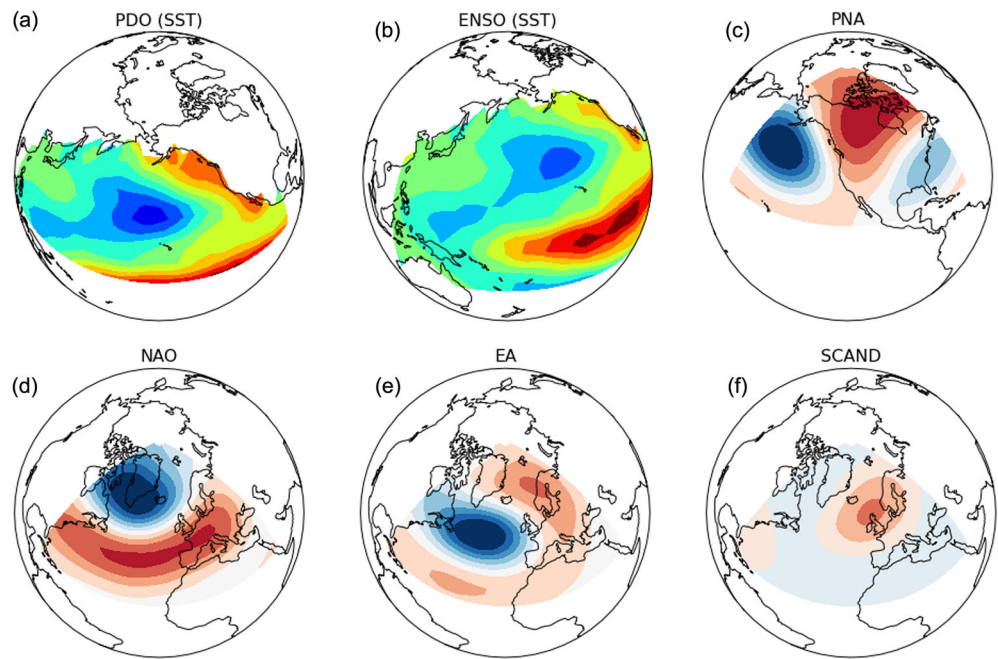 (a) PDO (SST)
(b) ENSO (SST)
(c) PNA
(d) NAO
(e) EA
(f) SCAND